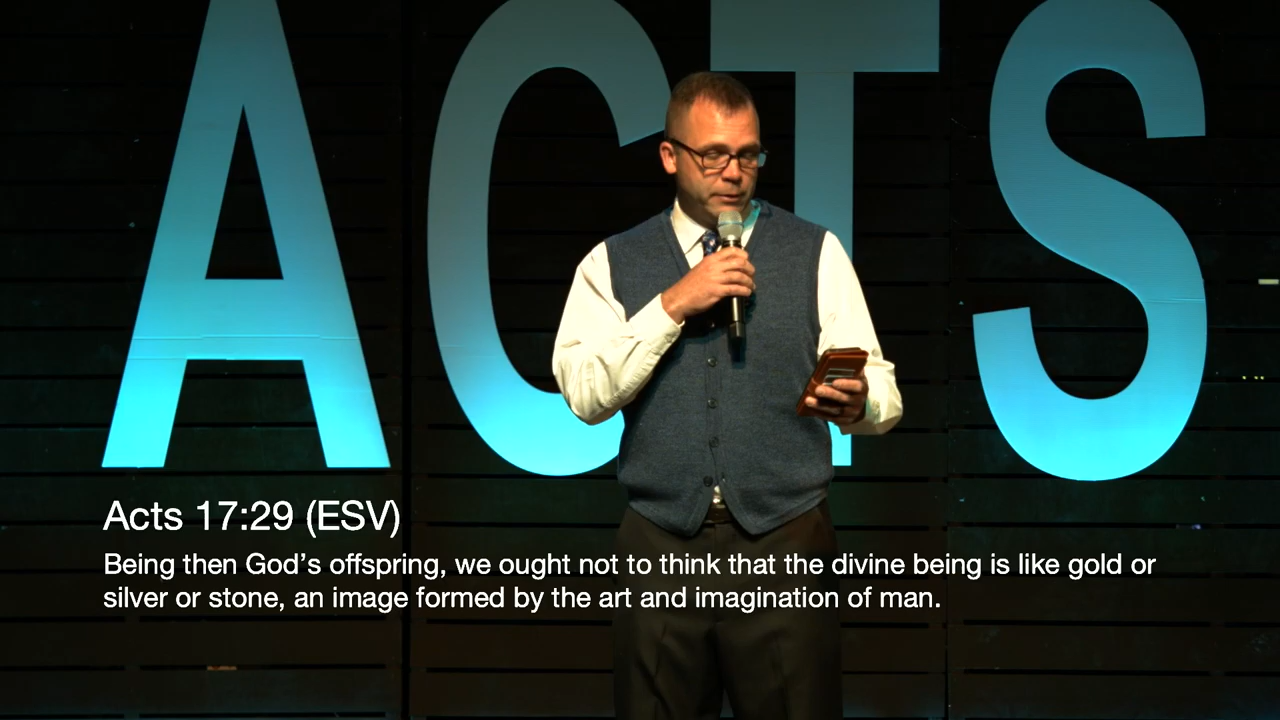 ACTS
Acts 17:29 (ESV)
Being then God's offspring, we ought not to think that the divine being is like gold or
silver or stone, an image formed by the art and imagination of man.